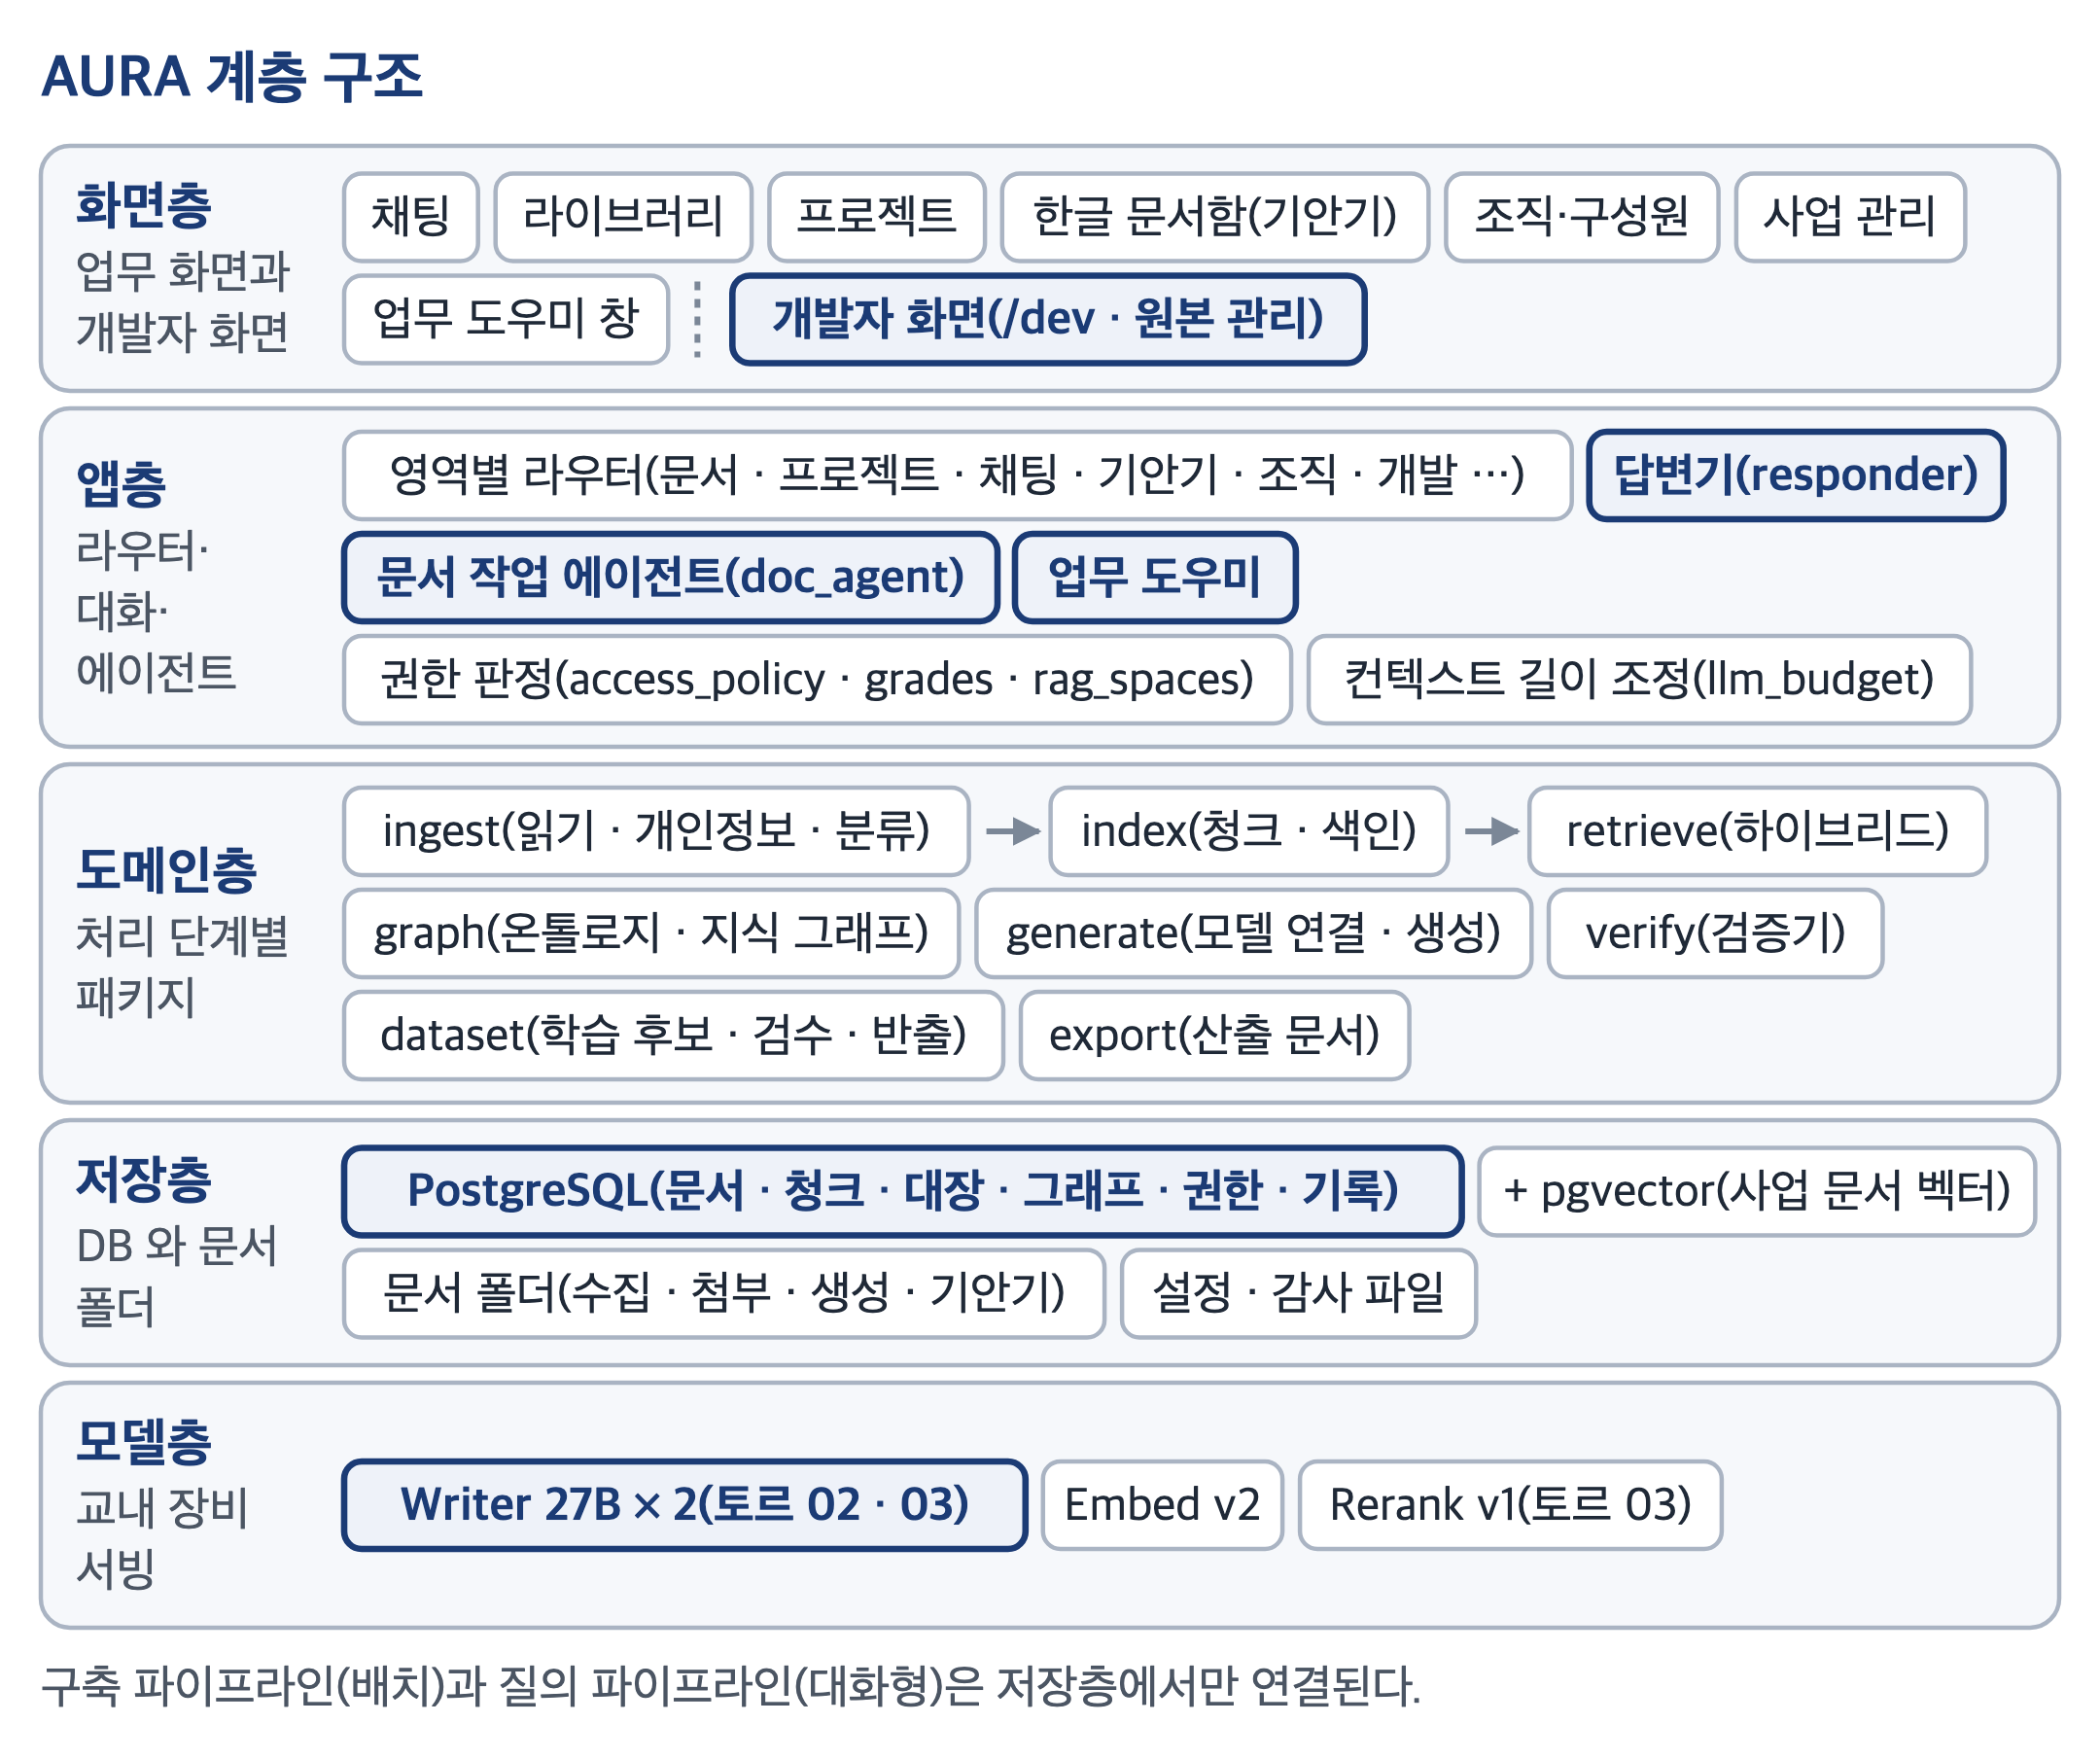 AURA 계층 구조
화면층
업무 화면과
개발자 화면
채팅 라이브러리 프로젝트 한글 문서함(기안기) 조직·구성원 사업 관리
업무 도우미 창 개발자 화면(/dev · 원본 관리)
앱층
라우터·
대화·
에이전트
영역별 라우터(문서 · 프로젝트 · 채팅 · 기안기 · 조직 · 개발 …) 답변기(responder)
문서 작업 에이전트(doc_agent) 업무 도우미
권한 판정(access_policy · grades · rag_spaces) 컨텍스트 길이 조정(llm_budget)
도메인층
처리 단계별
패키지
ingest(읽기 · 개인정보 · 분류) index(청크 · 색인) retrieve(하이브리드)
graph(온톨로지 · 지식 그래프) generate(모델 연결 · 생성) verify(검증기)
dataset(학습 후보 · 검수 · 반출) export(산출 문서)
저장층
DB 와 문서
폴더
PostgreSQL(문서 · 청크 · 대장 · 그래프 · 권한 · 기록) + pgvector(사업 문서 벡터)
문서 폴더(수집 · 첨부 · 생성 · 기안기) 설정 · 감사 파일
모델층
교내 장비
서빙
Writer 27B × 2(토르 02 · 03) Embed v2 Rerank v1(토르 03)
구축 파이프라인(배치)과 질의 파이프라인(대화형)은 저장층에서만 연결된다.